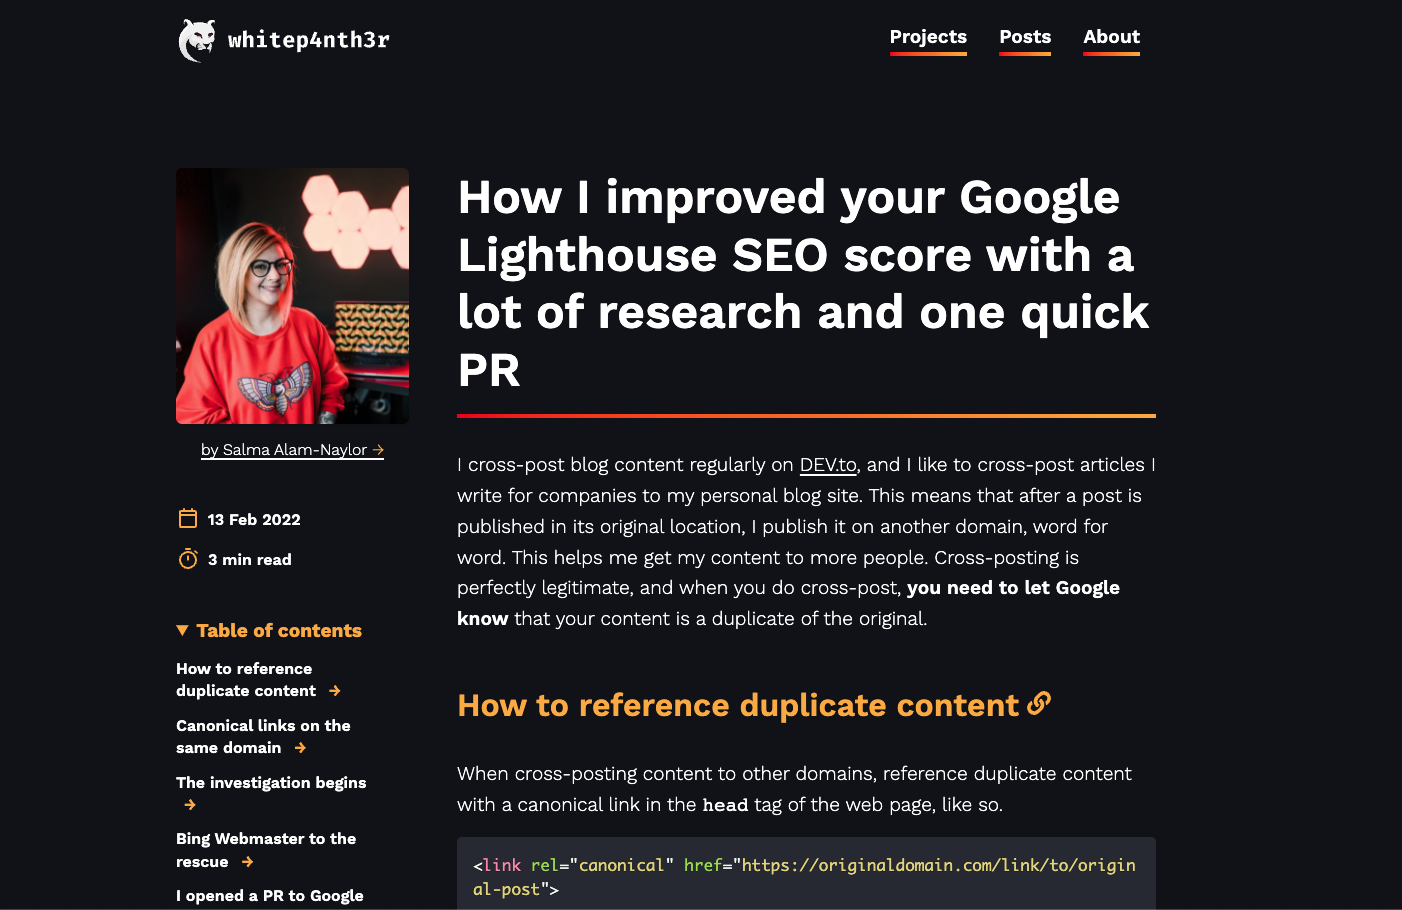 whitep4nth3r
Projects Posts About
How I improved your Google
Lighthouse SEO score with a
lot of research and one quick
PR
by Salma Alam-Naylor →
13 Feb 2022
3 min read
▼ Table of contents
How to reference
duplicate content →
Canonical links on the
same domain →
The investigation begins
→
Bing Webmaster to the
rescue →
I opened a PR to Google
I cross-post blog content regularly on DEV.to, and I like to cross-post articles I
write for companies to my personal blog site. This means that after a post is
published in its original location, I publish it on another domain, word for
word. This helps me get my content to more people. Cross-posting is
perfectly legitimate, and when you do cross-post, you need to let Google
know that your content is a duplicate of the original.
How to reference duplicate content
When cross-posting content to other domains, reference duplicate content
with a canonical link in the head tag of the web page, like so.
<link rel="canonical" href="https://originaldomain.com/link/to/origin
al-post">